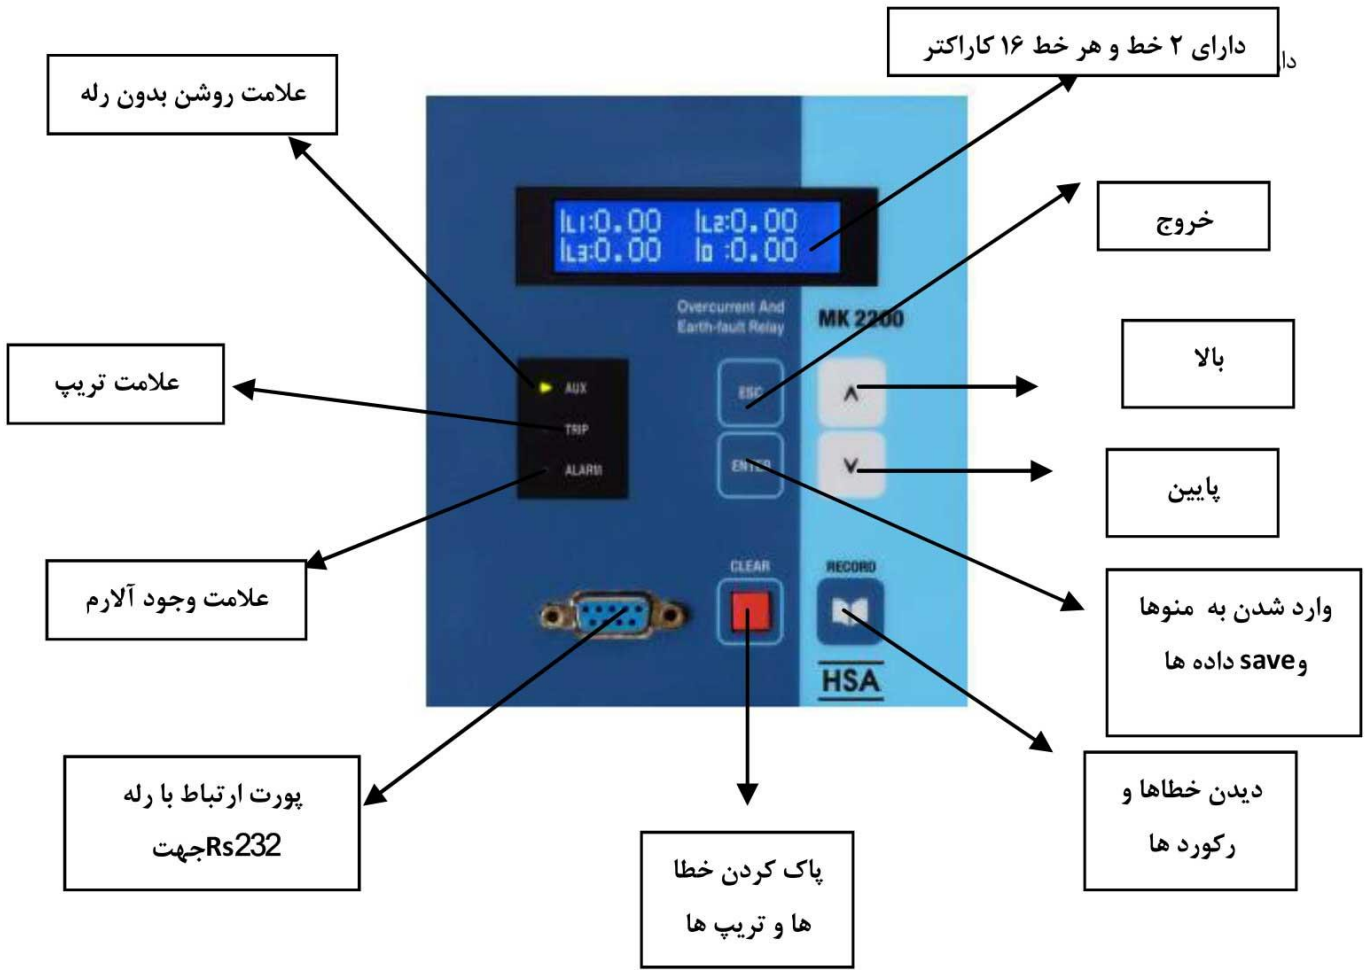 دارای ۲ خط و هر خط ۱۶ کاراکتر
دا
علامت روشن بدون رله
خروج
IL1:0.00 IL2:0.00
IL3:0.00 I0 :0.00
Overcurrent And
Earth-fault Relay
MK 2200
بالا
علامت تریپ
AUX
ESC
TRIP
ENTER
ALARM
پایین
علامت وجود آلارم
CLEAR
RECORD
HSA
وارد شدن به منوها
وsave داده ها
پورت ارتباط با رله
جهتRs232
دیدن خطاها و
رکورد ها
پاک کردن خطا
ها و تریپ ها